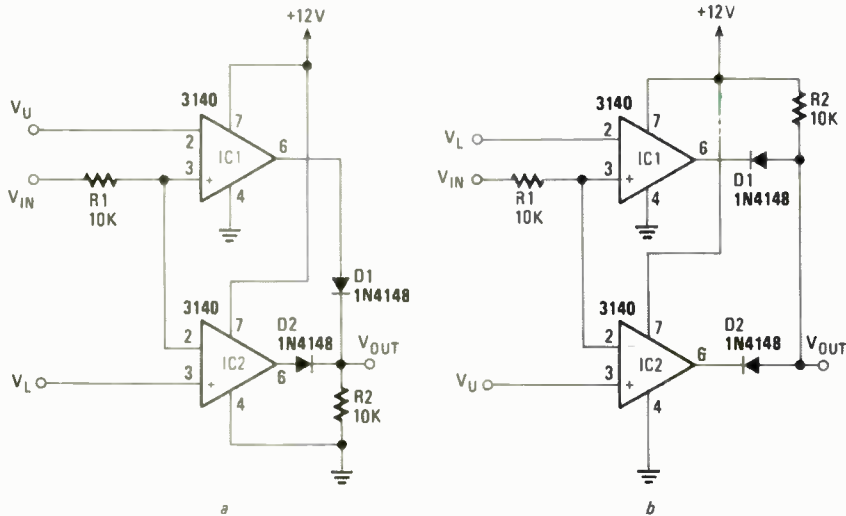 +12V
3140
V_U
2
7
6
IC1
V_IN
R1
10K
3
+
4
D1
1N4148
3140
2
7
D2
1N4148
V_OUT
IC2
6
V_L
3
+
4
R2
10K
a
+12V
3140
R2
10K
V_L
2
7
6
IC1
V_IN
R1
10K
3
+
4
D1
1N4148
3140
2
7
D2
1N4148
V_OUT
IC2
6
V_U
3
+
4
b